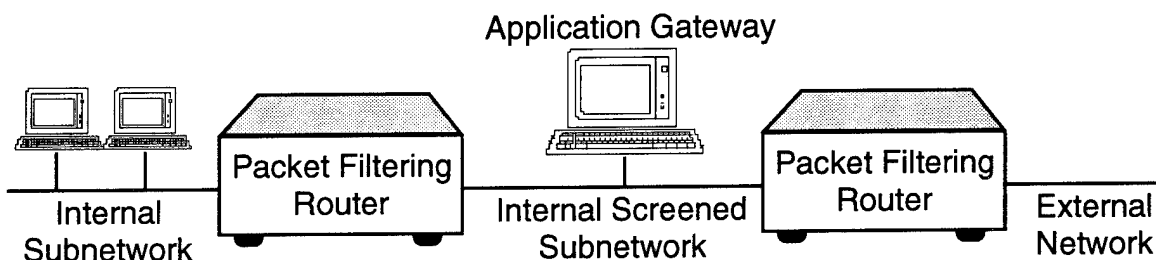 Application Gateway
Packet Filtering
Router
Packet Filtering
Router
Internal
Subnetwork
Internal Screened
Subnetwork
External
Network